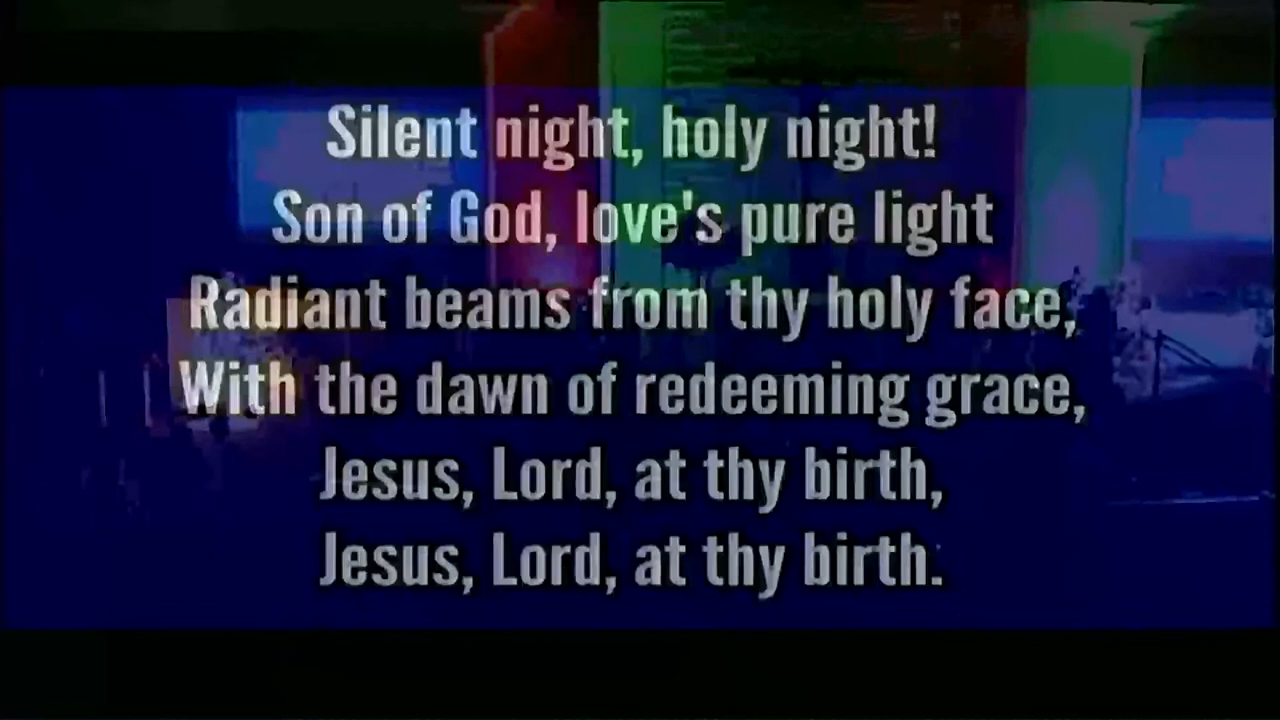 Silent night, holy night!
Son of God, love's pure light
Radiant beams from thy holy face,
With the dawn of redeeming grace,
Jesus, Lord, at thy birth,
Jesus, Lord, at thy birth.